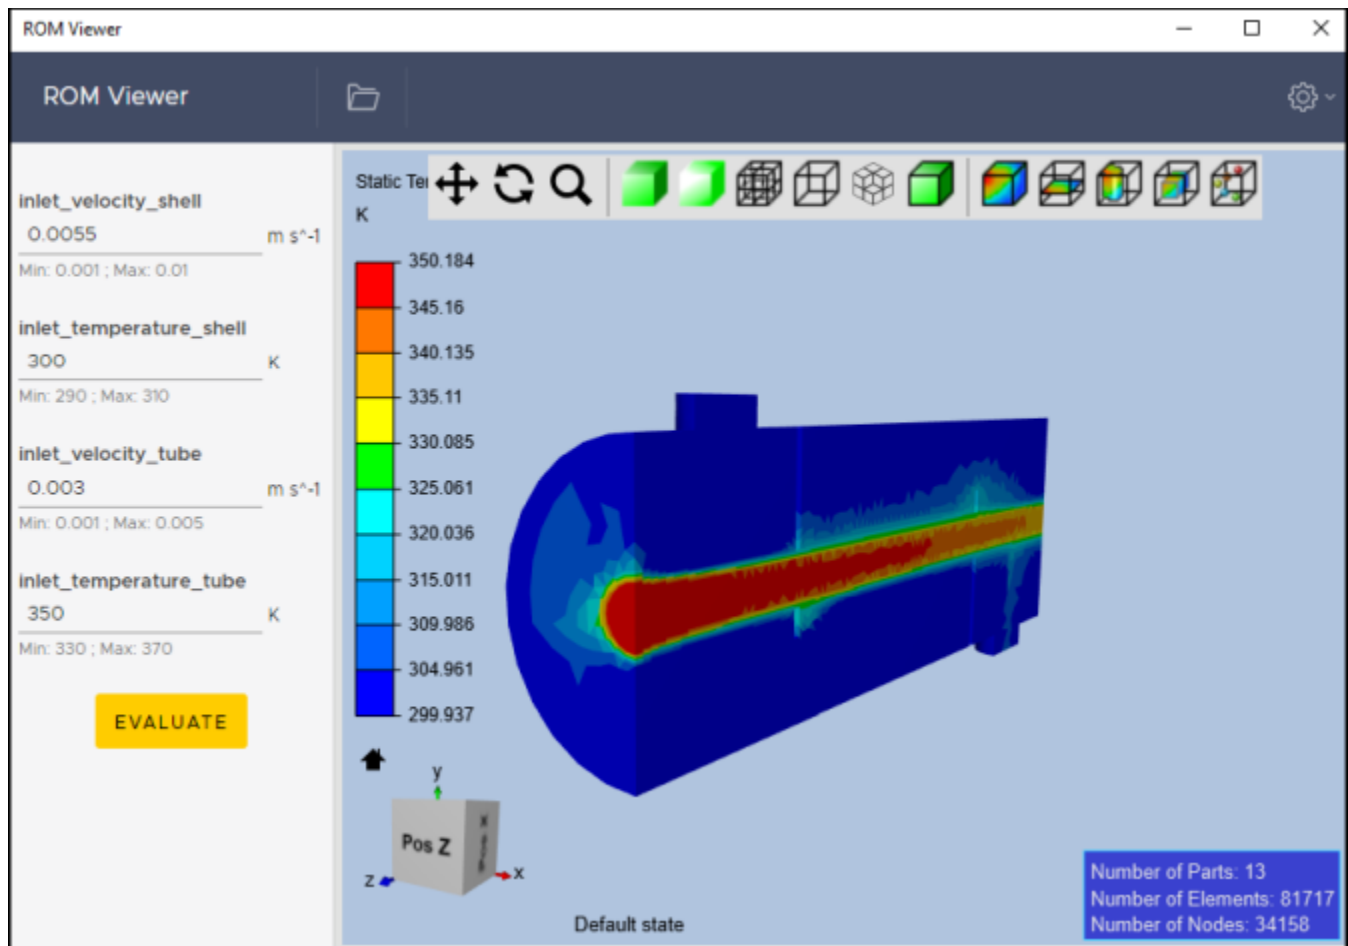 ROM Viewer
ROM Viewer
inlet_velocity_shell
0.0055 m s^-1
Min: 0.001 ; Max: 0.01
inlet_temperature_shell
300 K
Min: 290 ; Max: 310
inlet_velocity_tube
0.003 m s^-1
Min: 0.001 ; Max: 0.005
inlet_temperature_tube
350 K
Min: 330 ; Max: 370
EVALUATE
Static Te
K
350.184
345.16
340.135
335.11
330.085
325.061
320.036
315.011
309.986
304.961
299.937
y
Pos Z
Pos X
z
x
Default state
Number of Parts: 13
Number of Elements: 81717
Number of Nodes: 34158